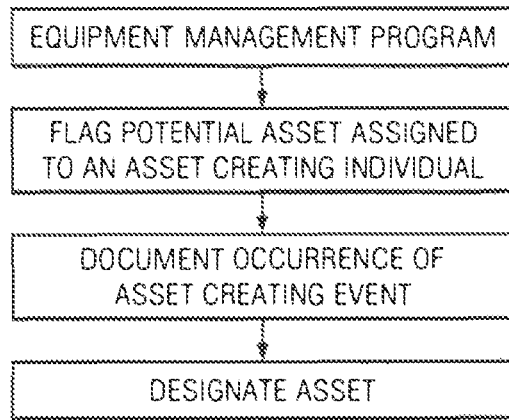 EQUIPMENT MANAGEMENT PROGRAM
FLAG POTENTIAL ASSET ASSIGNED
TO AN ASSET CREATING INDIVIDUAL
DOCUMENT OCCURRENCE OF
ASSET CREATING EVENT
DESIGNATE ASSET